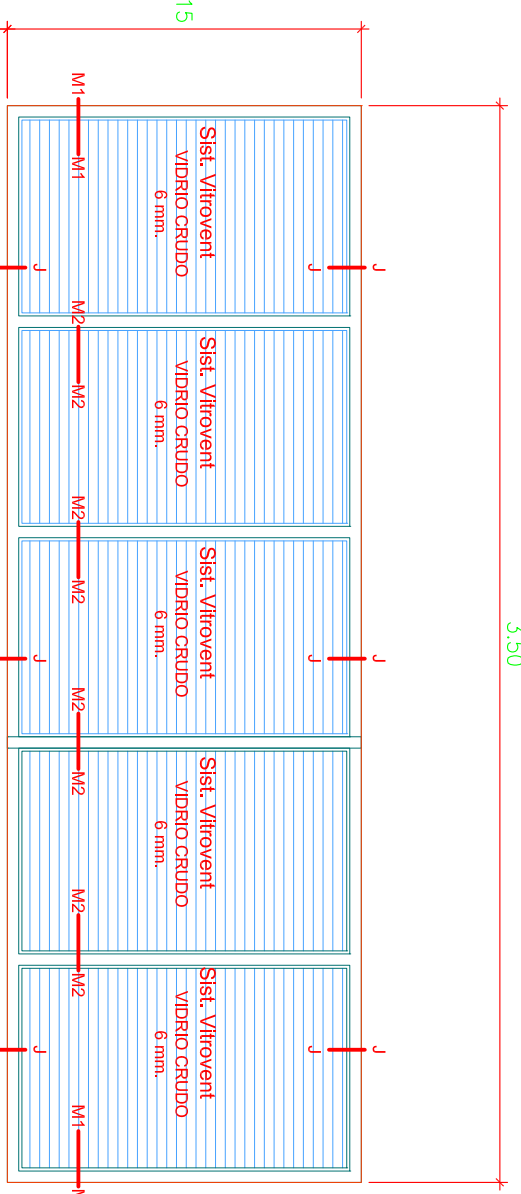 3.50
J J J
J J J
Sist. Vitrovent
VIDRIO CRUDO
6 mm.
Sist. Vitrovent
VIDRIO CRUDO
6 mm.
Sist. Vitrovent
VIDRIO CRUDO
6 mm.
Sist. Vitrovent
VIDRIO CRUDO
6 mm.
Sist. Vitrovent
VIDRIO CRUDO
6 mm.
15
M1 M1 M2 M2 M2 M2 M2 M2 M2 M2 M1
J J J